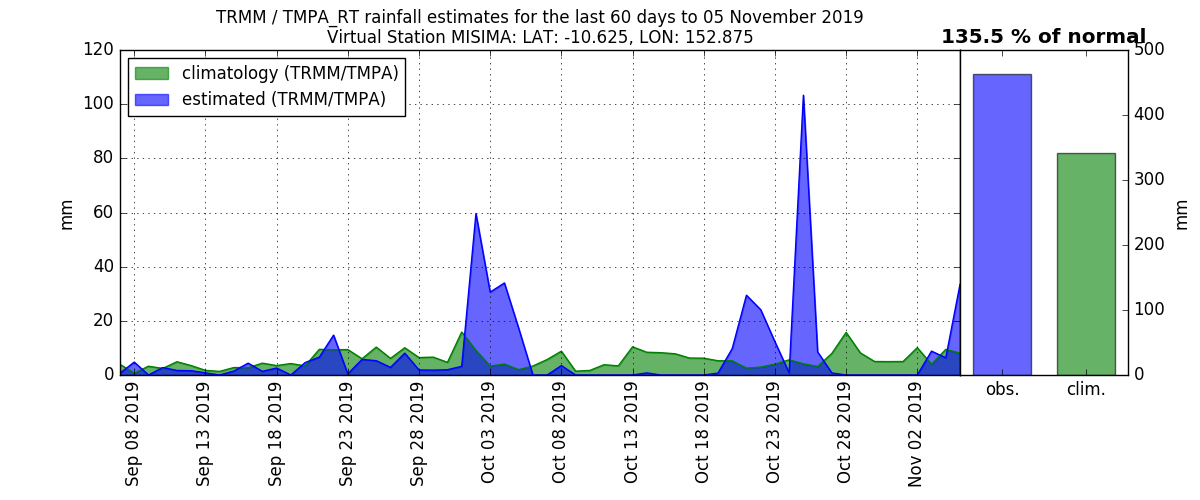 TRMM / TMPA_RT rainfall estimates for the last 60 days to 05 November 2019
Virtual Station MISIMA: LAT: -10.625, LON: 152.875
135.5 % of normal
climatology (TRMM/TMPA)
estimated (TRMM/TMPA)
120
100
80
60
40
20
0
mm
500
400
300
200
100
0
mm
Sep 08 2019
Sep 13 2019
Sep 18 2019
Sep 23 2019
Sep 28 2019
Oct 03 2019
Oct 08 2019
Oct 13 2019
Oct 18 2019
Oct 23 2019
Oct 28 2019
Nov 02 2019
obs.
clim.